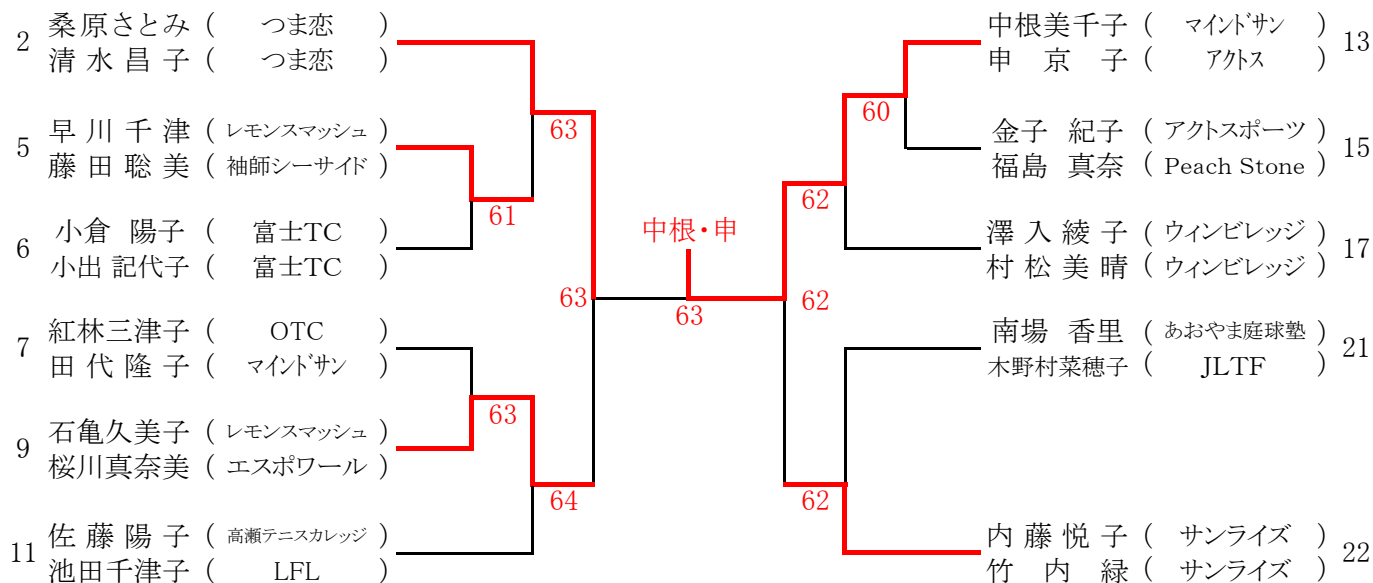 2 桑原さとみ ( つま恋 )
清水昌子 ( つま恋 )
63
5 早川千津 ( レモンスマッシュ )
藤田聡美 ( 袖師シーサイド )
61
6 小倉 陽子 ( 富士TC )
小出 記代子 ( 富士TC )
63
7 紅林三津子 ( OTC )
田代隆子 ( マインドサン )
63
9 石亀久美子 ( レモンスマッシュ )
桜川真奈美 ( エスポワール )
64
11 佐藤陽子 ( 高瀬テニスカレッジ )
池田千津子 ( LFL )
中根・申
63
中根美千子 ( マインドサン ) 13
申京子 ( アクトス )
60
金子 紀子 ( アクトスポーツ ) 15
福島 真奈 ( Peach Stone )
62
澤入綾子 ( ウィンビレッジ ) 17
村松美晴 ( ウィンビレッジ )
62
南場 香里 ( あおやま庭球塾 ) 21
木野村菜穂子 ( JLTF )
62
内藤悦子 ( サンライズ ) 22
竹内緑 ( サンライズ )